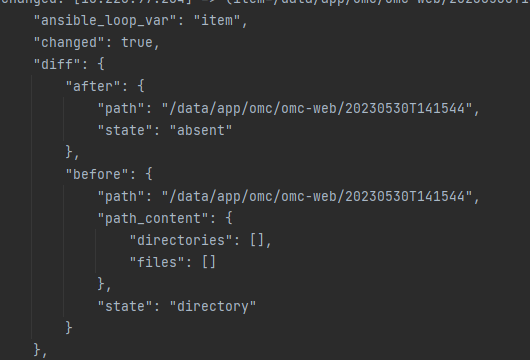 changed: [10.226.77.204] => (item=/data/app/omc/omc-web/20230530T1
"ansible_loop_var": "item",
"changed": true,
"diff": {
"after": {
"path": "/data/app/omc/omc-web/20230530T141544",
"state": "absent"
},
"before": {
"path": "/data/app/omc/omc-web/20230530T141544",
"path_content": {
"directories": [],
"files": []
},
"state": "directory"
}
},